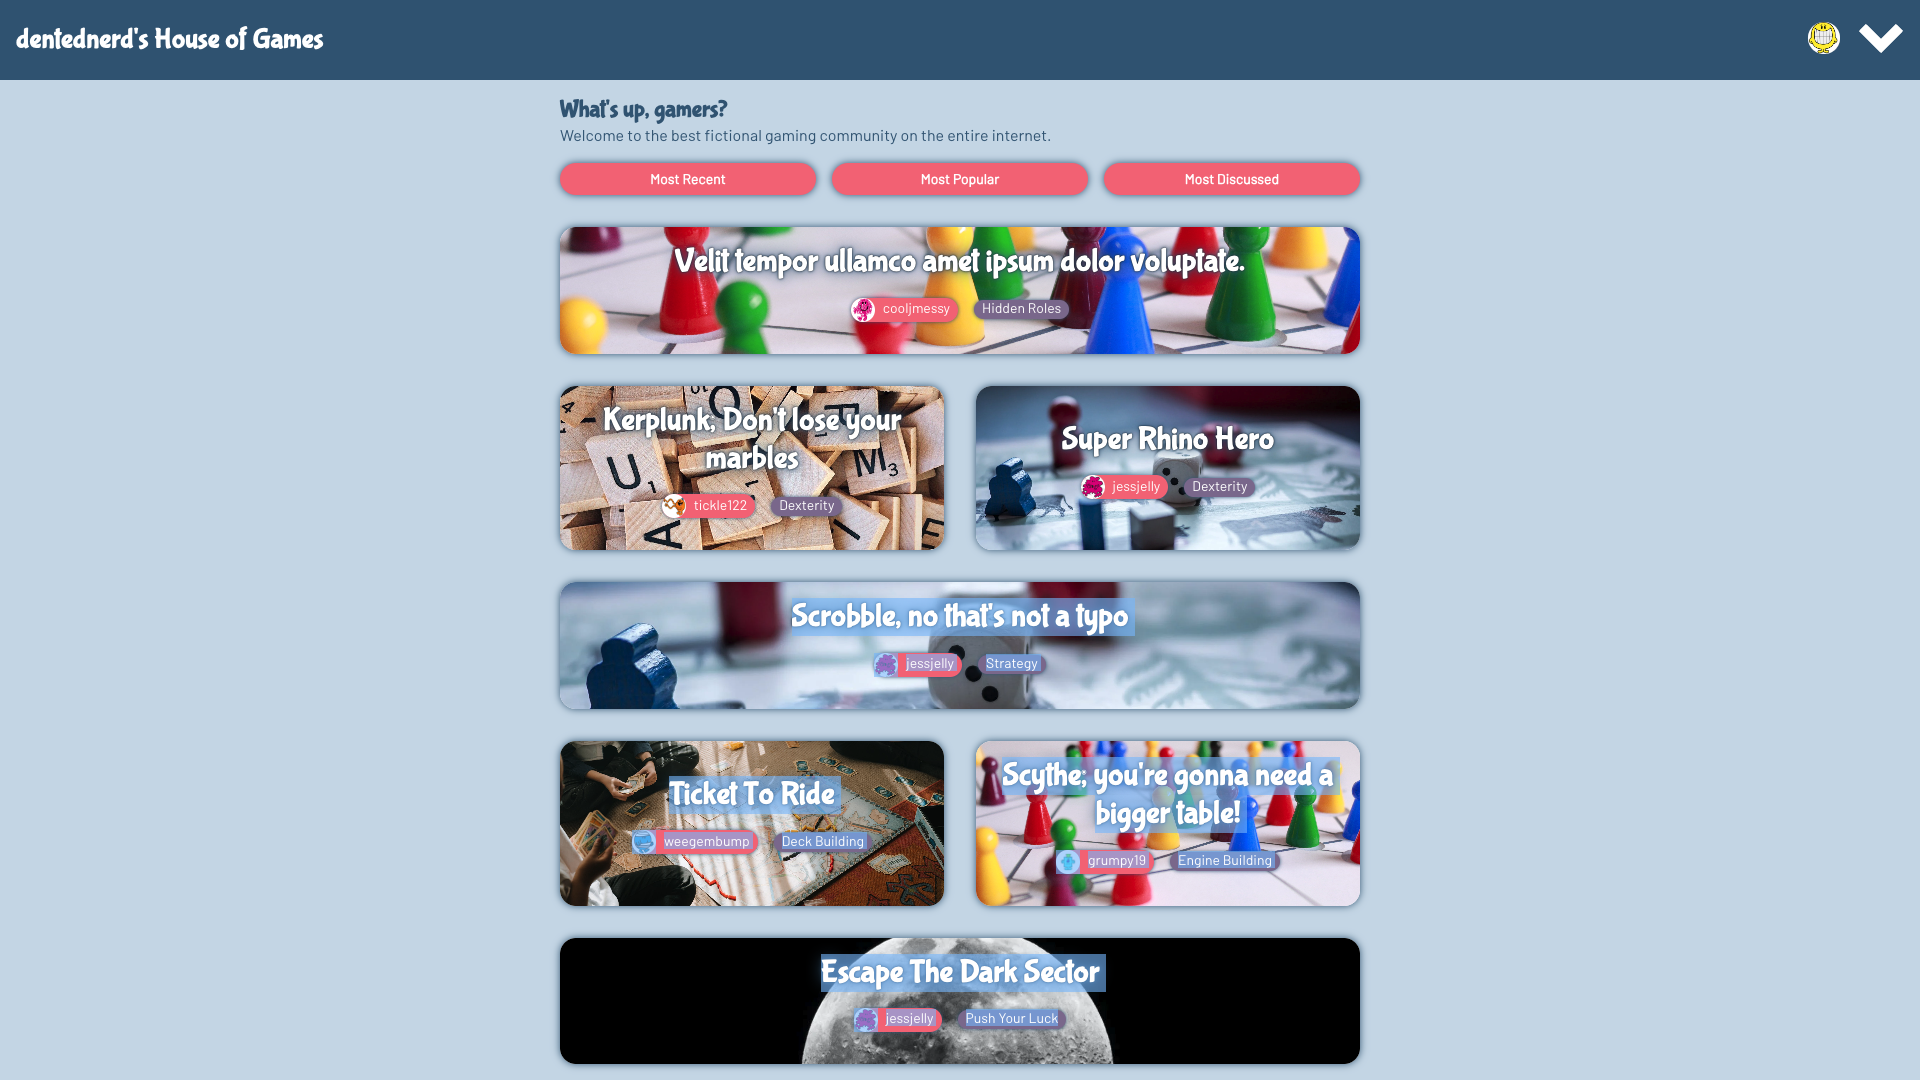 dentednerd's House of Games
What's up, gamers?
Welcome to the best fictional gaming community on the entire internet.
Most Recent
Most Popular
Most Discussed
Velit tempor ullamco amet ipsum dolor voluptate.
cooljmessy
Hidden Roles
Kerplunk; Don't lose your
marbles
tickle122
Dexterity
Super Rhino Hero
jessjelly
Dexterity
Scrobble, no that's not a typo
jessjelly
Strategy
Ticket To Ride
weegembump
Deck Building
Scythe; you're gonna need a
bigger table!
grumpy19
Engine Building
Escape The Dark Sector
jessjelly
Push Your Luck